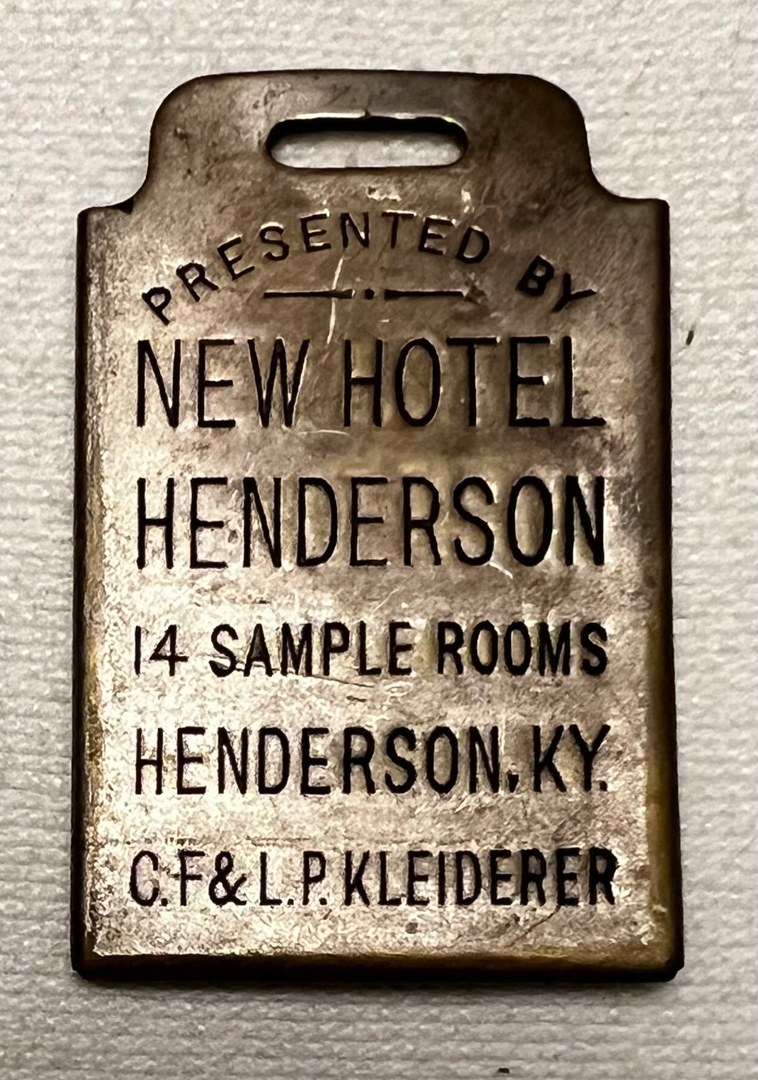 PRESENTED BY
NEW HOTEL
HENDERSON
14 SAMPLE ROOMS
HENDERSON, KY.
C.F & L.P. KLEIDERER